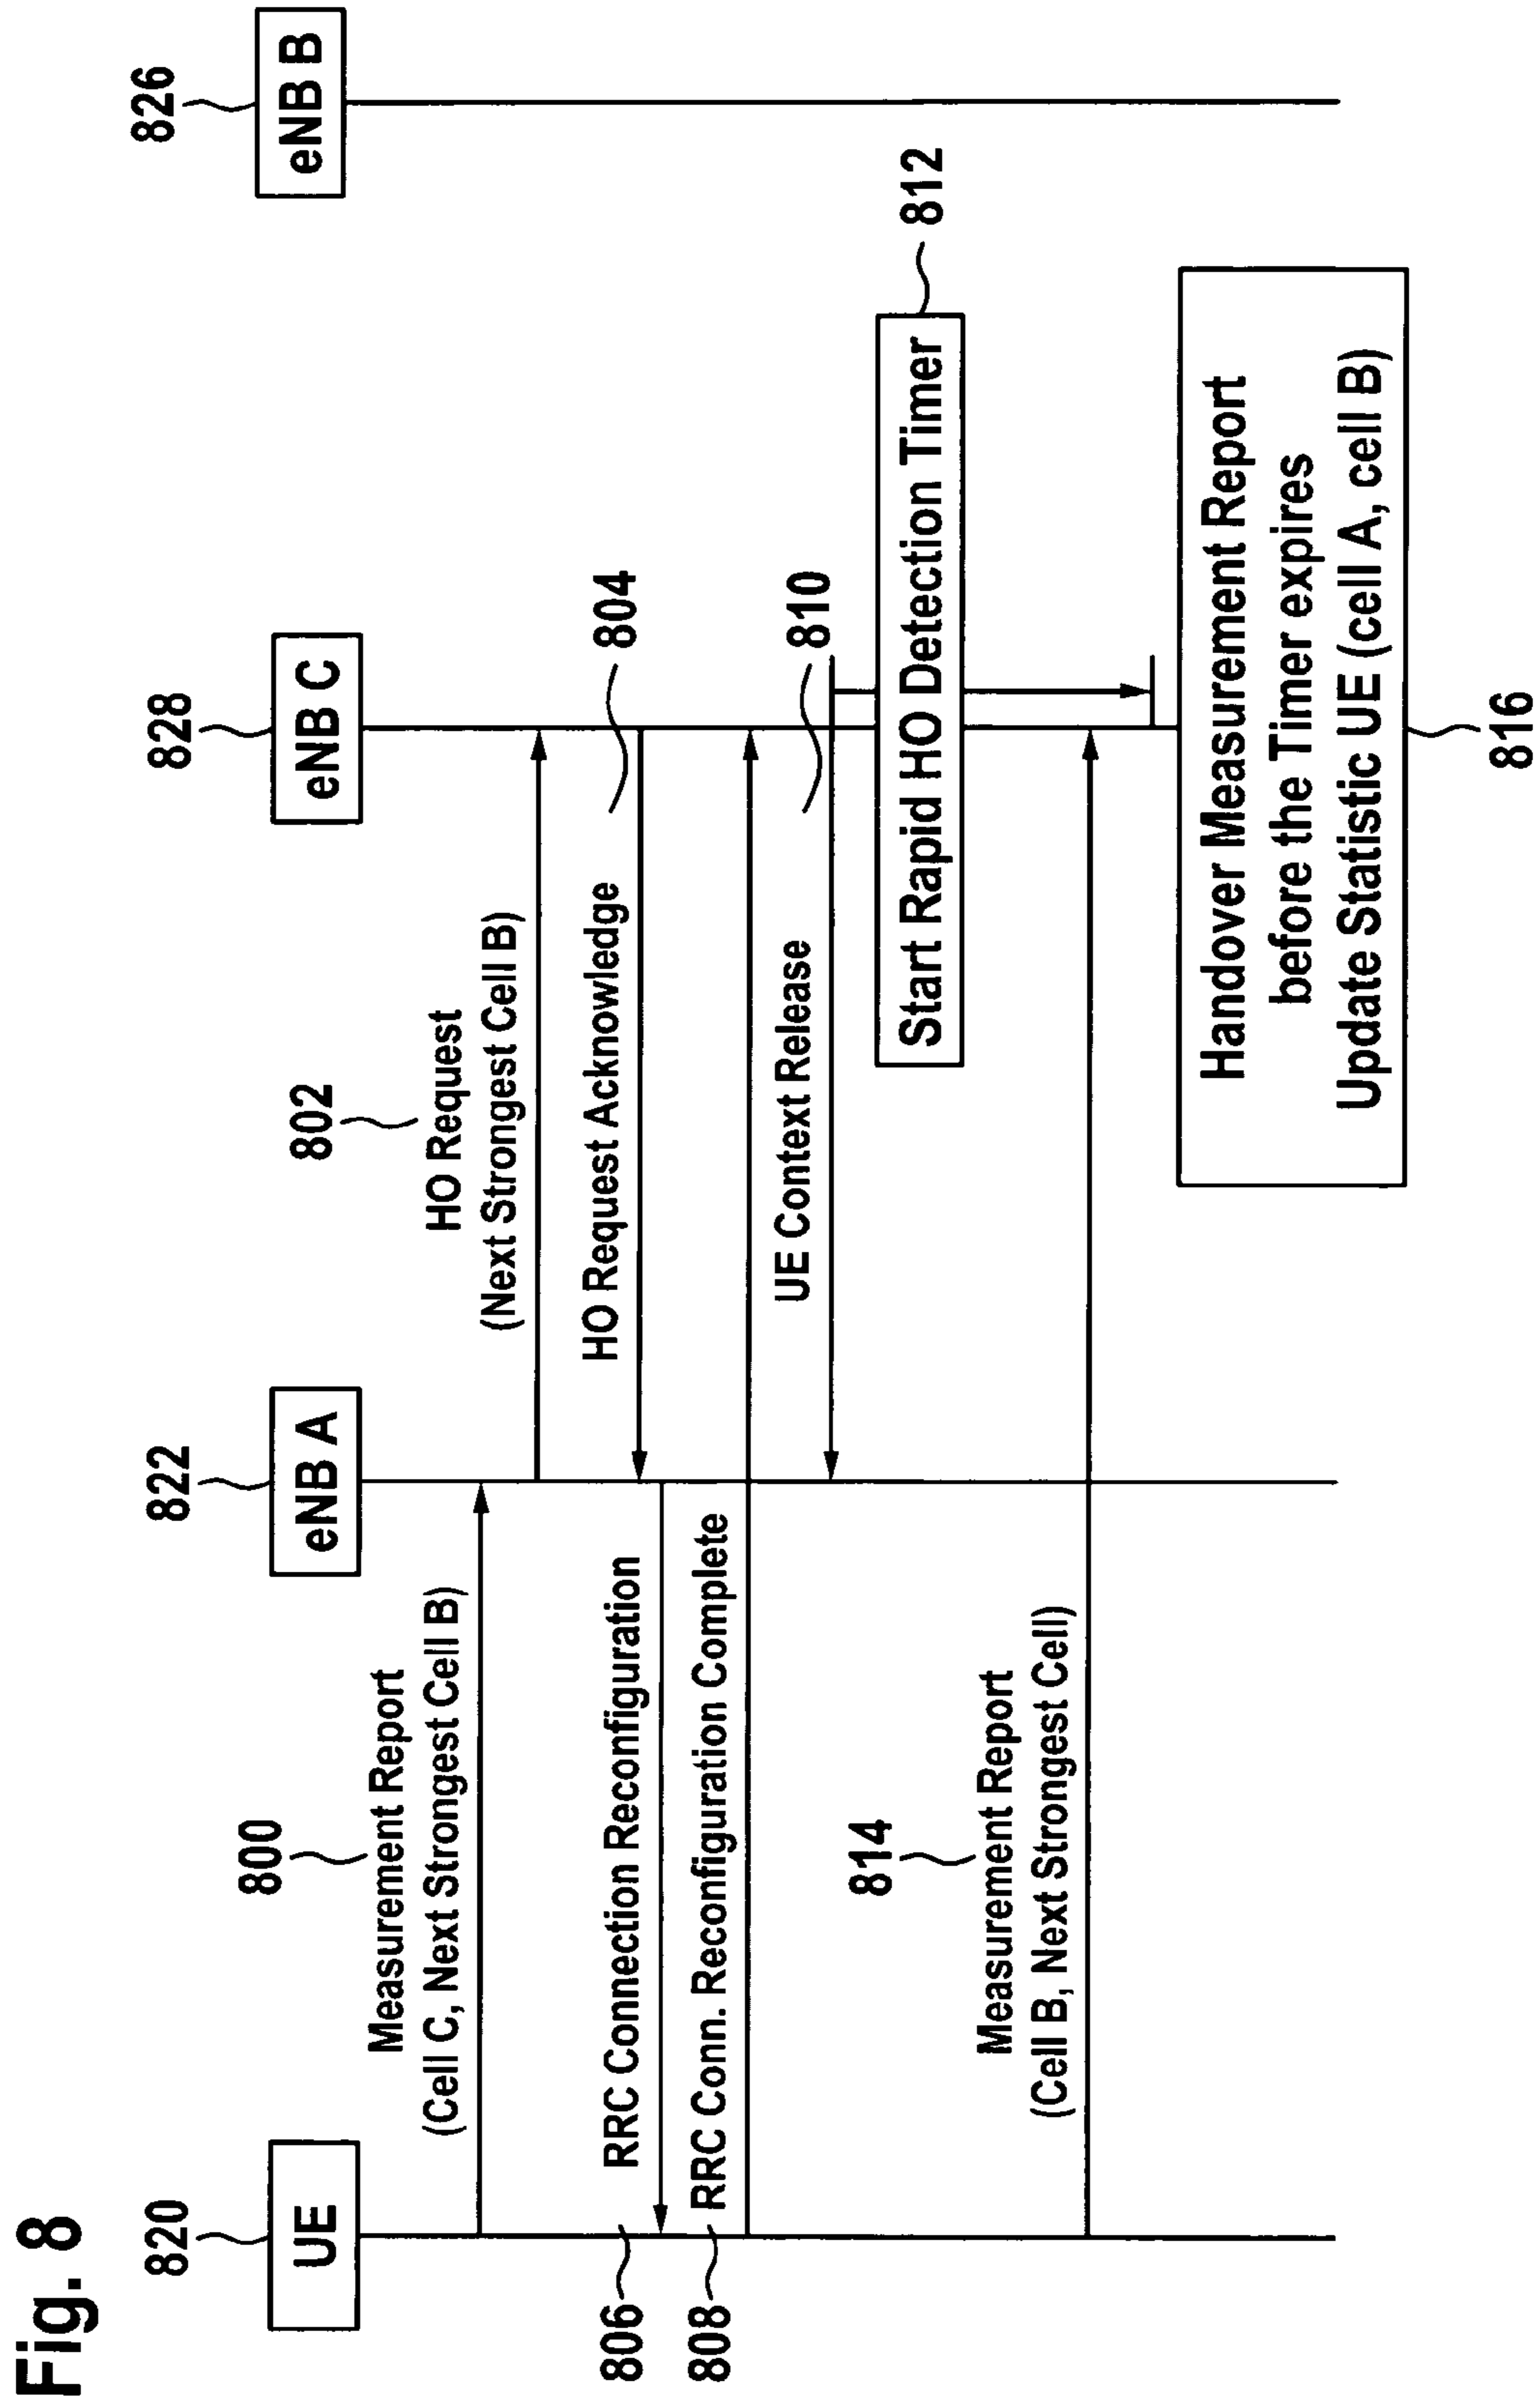 Fig. 8
820
UE
822
eNB A
828
eNB C
826
eNB B
800
Measurement Report
(Cell C, Next Strongest Cell B)
802
HO Request
(Next Strongest Cell B)
HO Request Acknowledge
804
806
RRC Connection Reconfiguration
808
RRC Conn. Reconfiguration Complete
UE Context Release
810
Start Rapid HO Detection Timer
812
814
Measurement Report
(Cell B, Next Strongest Cell)
Handover Measurement Report
before the Timer expires
Update Statistic UE (cell A, cell B)
816